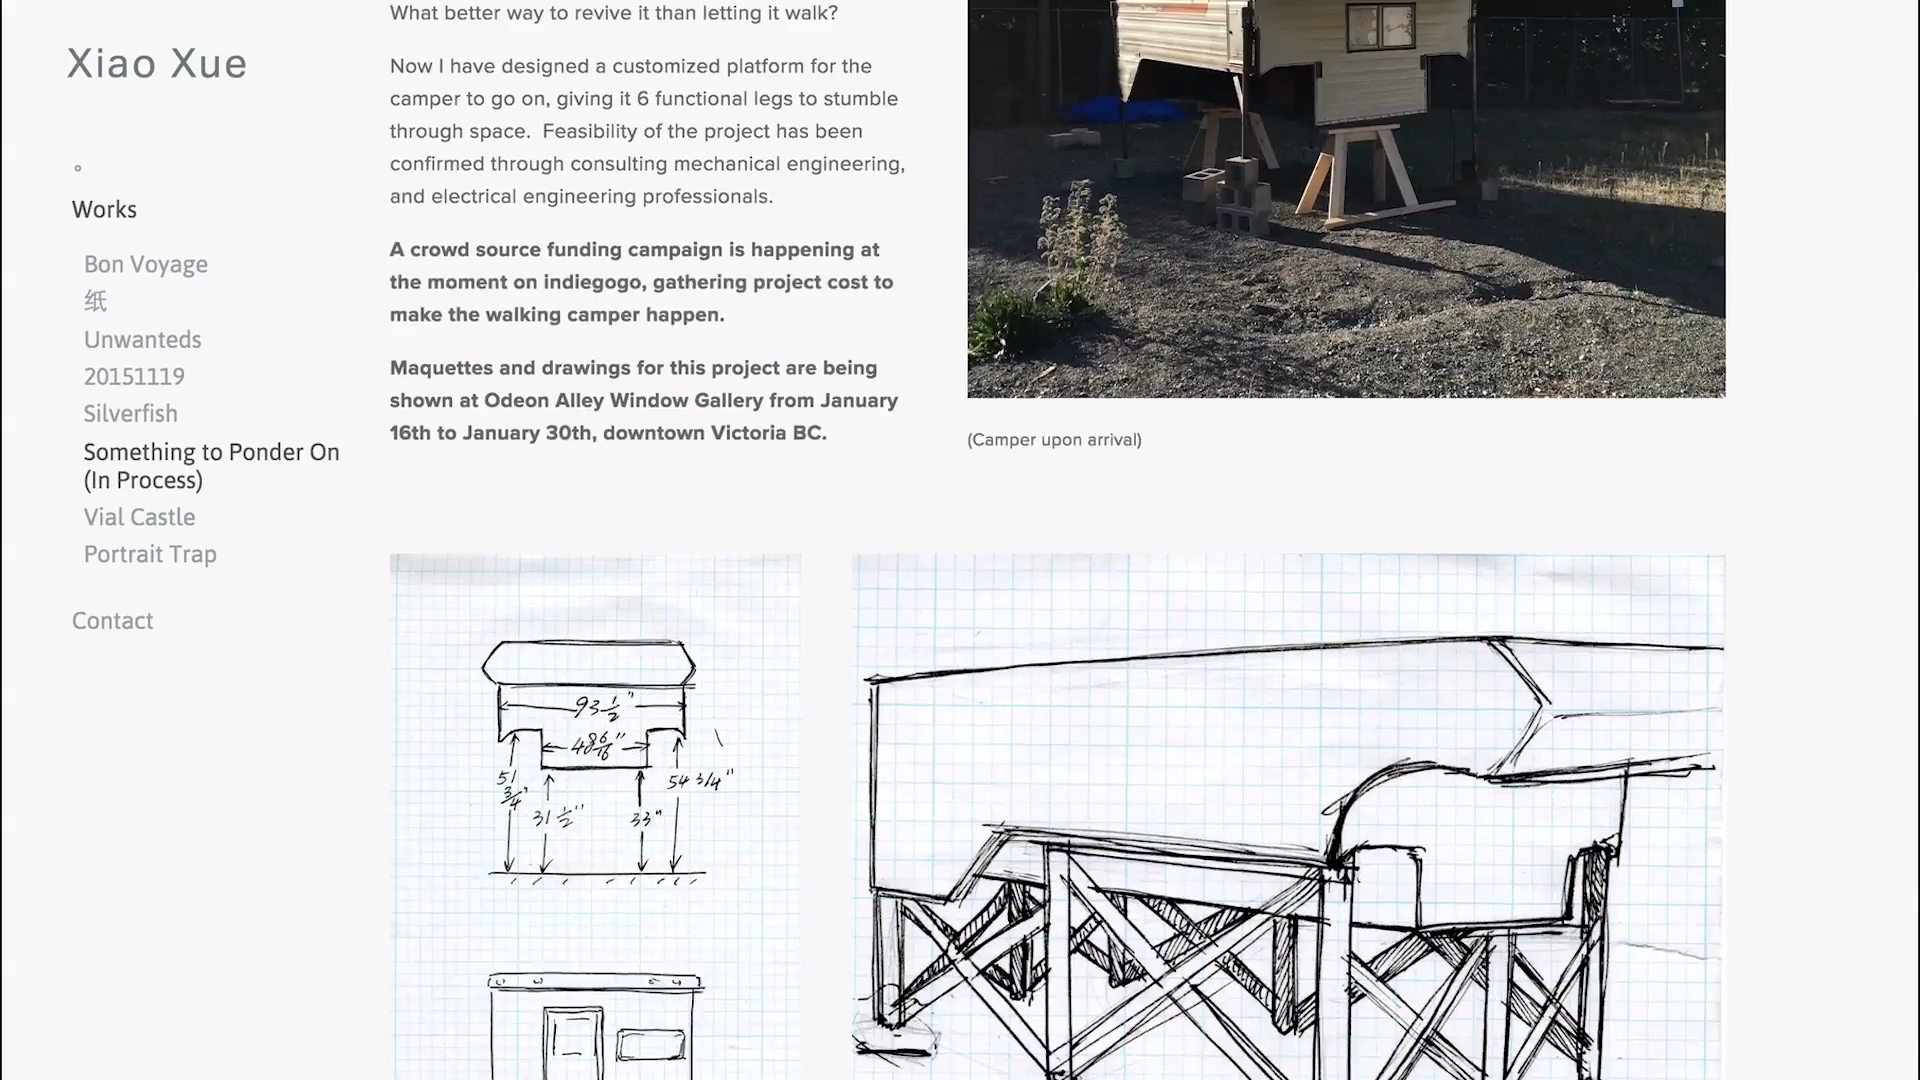 Xiao Xue
Works
Bon Voyage
纸
Unwanteds
20151119
Silverfish
Something to Ponder On
(In Process)
Vial Castle
Portrait Trap
Contact
What better way to revive it than letting it walk?
Now I have designed a customized platform for the
camper to go on, giving it 6 functional legs to stumble
through space.  Feasibility of the project has been
confirmed through consulting mechanical engineering,
and electrical engineering professionals.
A crowd source funding campaign is happening at
the moment on indiegogo, gathering project cost to
make the walking camper happen.
Maquettes and drawings for this project are being
shown at Odeon Alley Window Gallery from January
16th to January 30th, downtown Victoria BC.
(Camper upon arrival)
93 1/2"
51 3/4"
54 3/4"
31 1/2"
33"